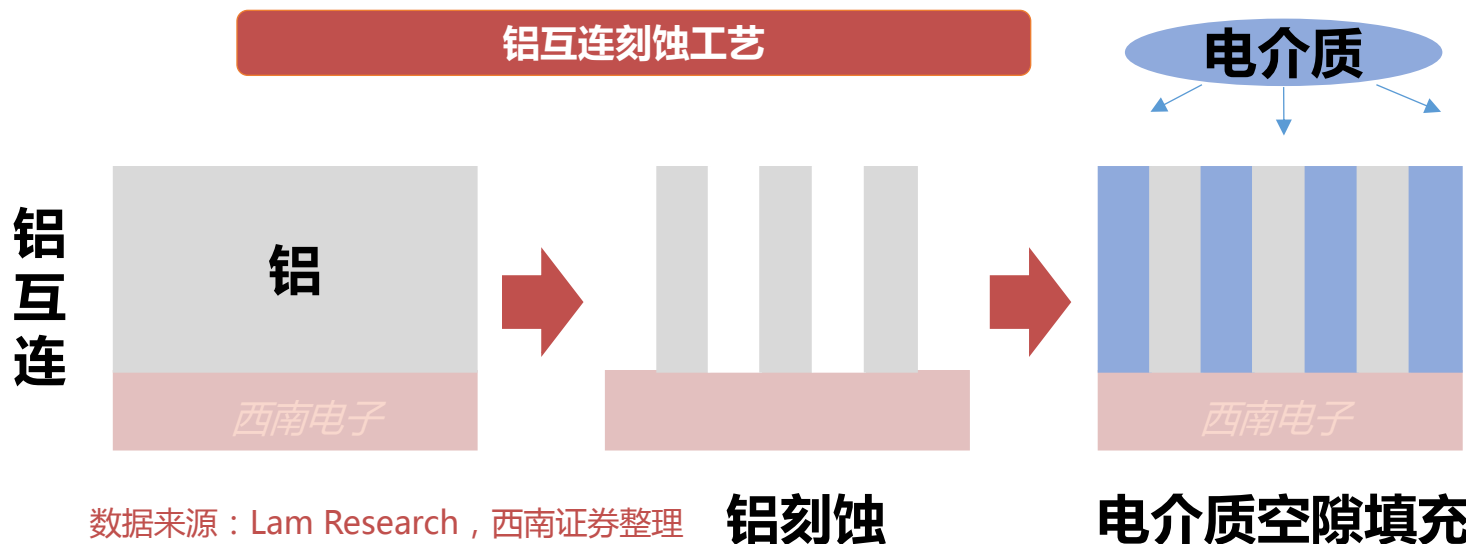 铝互连刻蚀工艺
电介质
铝互连
铝
西南电子
西南电子
数据来源：Lam Research，西南证券整理
铝刻蚀
电介质空隙填充